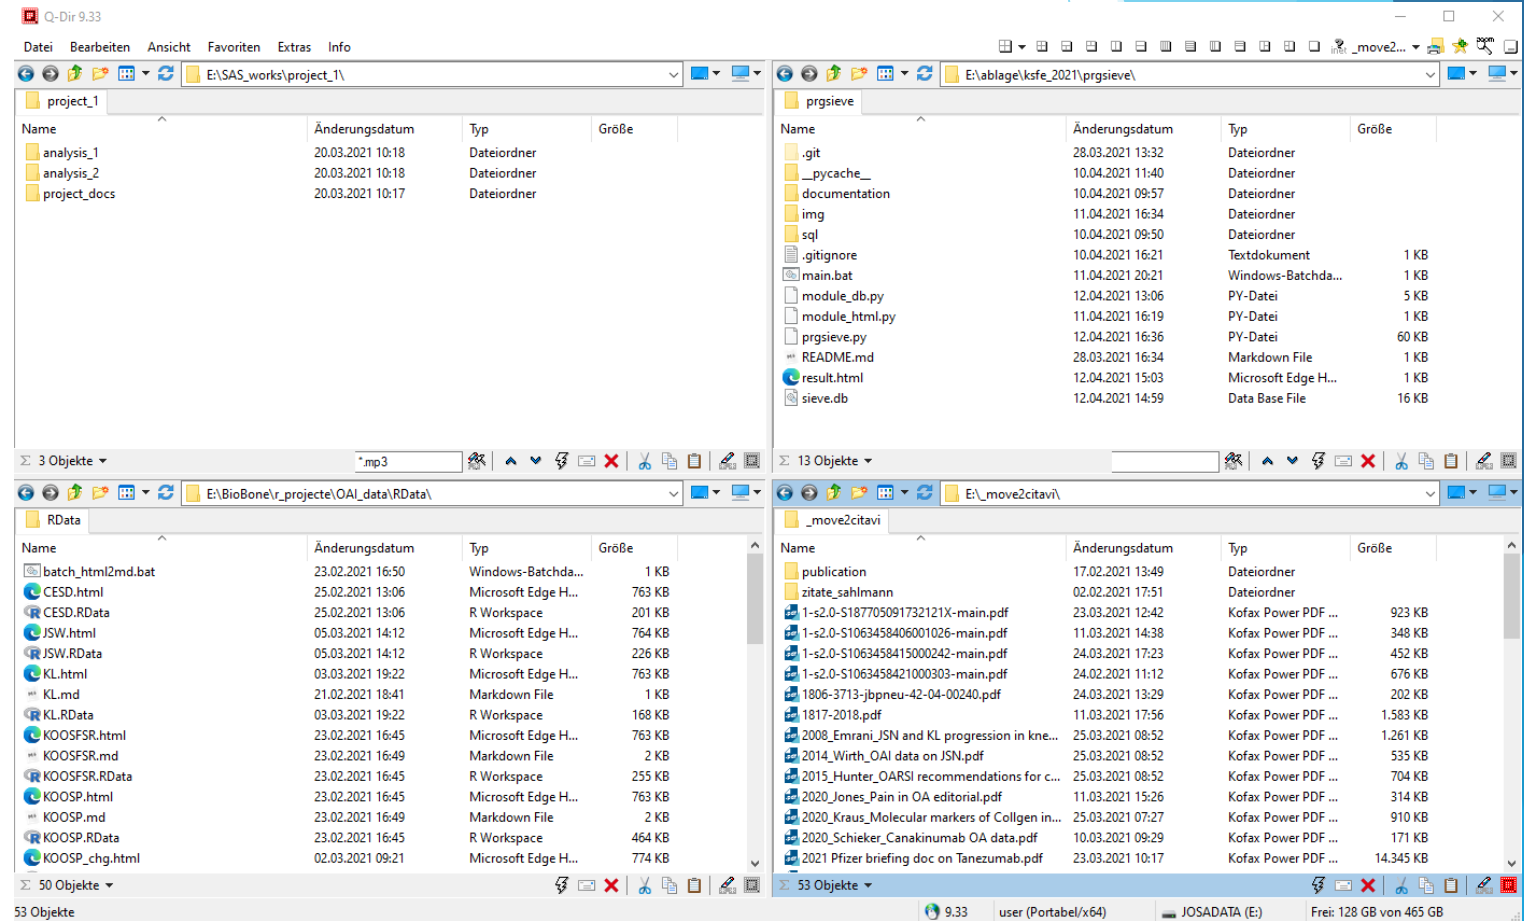 Q-Dir 9.33
Datei Bearbeiten Ansicht Favoriten Extras Info
_move2...
E:\SAS_works\project_1\
project_1
Name Änderungsdatum Typ Größe
analysis_1 20.03.2021 10:18 Dateiordner
analysis_2 20.03.2021 10:18 Dateiordner
project_docs 20.03.2021 10:17 Dateiordner
Σ 3 Objekte *.mp3
E:\ablage\ksfe_2021\prgsieve\
prgsieve
Name Änderungsdatum Typ Größe
.git 28.03.2021 13:32 Dateiordner
__pycache__ 10.04.2021 11:40 Dateiordner
documentation 10.04.2021 09:57 Dateiordner
img 11.04.2021 16:34 Dateiordner
sql 10.04.2021 09:50 Dateiordner
.gitignore 10.04.2021 16:21 Textdokument 1 KB
main.bat 11.04.2021 20:21 Windows-Batchda... 1 KB
module_db.py 12.04.2021 13:06 PY-Datei 5 KB
module_html.py 11.04.2021 16:19 PY-Datei 1 KB
prgsieve.py 12.04.2021 16:36 PY-Datei 60 KB
README.md 28.03.2021 16:34 Markdown File 1 KB
result.html 12.04.2021 15:03 Microsoft Edge H... 1 KB
sieve.db 12.04.2021 14:59 Data Base File 16 KB
Σ 13 Objekte
E:\BioBone\r_projecte\OAI_data\RData\
RData
Name Änderungsdatum Typ Größe
batch_html2md.bat 23.02.2021 16:50 Windows-Batchda... 1 KB
CESD.html 25.02.2021 13:06 Microsoft Edge H... 763 KB
CESD.RData 25.02.2021 13:06 R Workspace 201 KB
JSW.html 05.03.2021 14:12 Microsoft Edge H... 764 KB
JSW.RData 05.03.2021 14:12 R Workspace 226 KB
KL.html 03.03.2021 19:22 Microsoft Edge H... 763 KB
KL.md 21.02.2021 18:41 Markdown File 1 KB
KL.RData 03.03.2021 19:22 R Workspace 168 KB
KOOSFSR.html 23.02.2021 16:45 Microsoft Edge H... 763 KB
KOOSFSR.md 23.02.2021 16:49 Markdown File 2 KB
KOOSFSR.RData 23.02.2021 16:45 R Workspace 255 KB
KOOSP.html 23.02.2021 16:45 Microsoft Edge H... 763 KB
KOOSP.md 23.02.2021 16:49 Markdown File 2 KB
KOOSP.RData 23.02.2021 16:45 R Workspace 464 KB
KOOSP_chg.html 02.03.2021 09:21 Microsoft Edge H... 774 KB
Σ 50 Objekte
E:\_move2citavi\
_move2citavi
Name Änderungsdatum Typ Größe
publication 17.02.2021 13:49 Dateiordner
zitate_sahlmann 02.02.2021 17:51 Dateiordner
1-s2.0-S187705091732121X-main.pdf 23.03.2021 12:42 Kofax Power PDF ... 923 KB
1-s2.0-S1063458406001026-main.pdf 11.03.2021 14:38 Kofax Power PDF ... 348 KB
1-s2.0-S1063458415000242-main.pdf 24.03.2021 17:23 Kofax Power PDF ... 452 KB
1-s2.0-S1063458421000303-main.pdf 24.02.2021 11:12 Kofax Power PDF ... 676 KB
1806-3713-jbpneu-42-04-00240.pdf 24.03.2021 13:29 Kofax Power PDF ... 202 KB
1817-2018.pdf 11.03.2021 17:56 Kofax Power PDF ... 1.583 KB
2008_Emrani_JSN and KL progression in kne... 25.03.2021 08:52 Kofax Power PDF ... 1.261 KB
2014_Wirth_OAI data on JSN.pdf 25.03.2021 08:52 Kofax Power PDF ... 535 KB
2015_Hunter_OARSI recommendations for c... 25.03.2021 08:52 Kofax Power PDF ... 704 KB
2020_Jones_Pain in OA editorial.pdf 11.03.2021 15:26 Kofax Power PDF ... 314 KB
2020_Kraus_Molecular markers of Collgen in... 25.03.2021 07:27 Kofax Power PDF ... 910 KB
2020_Schieker_Canakinumab OA data.pdf 10.03.2021 09:29 Kofax Power PDF ... 171 KB
2021 Pfizer briefing doc on Tanezumab.pdf 23.03.2021 10:17 Kofax Power PDF ... 14.345 KB
Σ 53 Objekte
53 Objekte 9.33 user (Portabel/x64) JOSADATA (E:) Frei: 128 GB von 465 GB